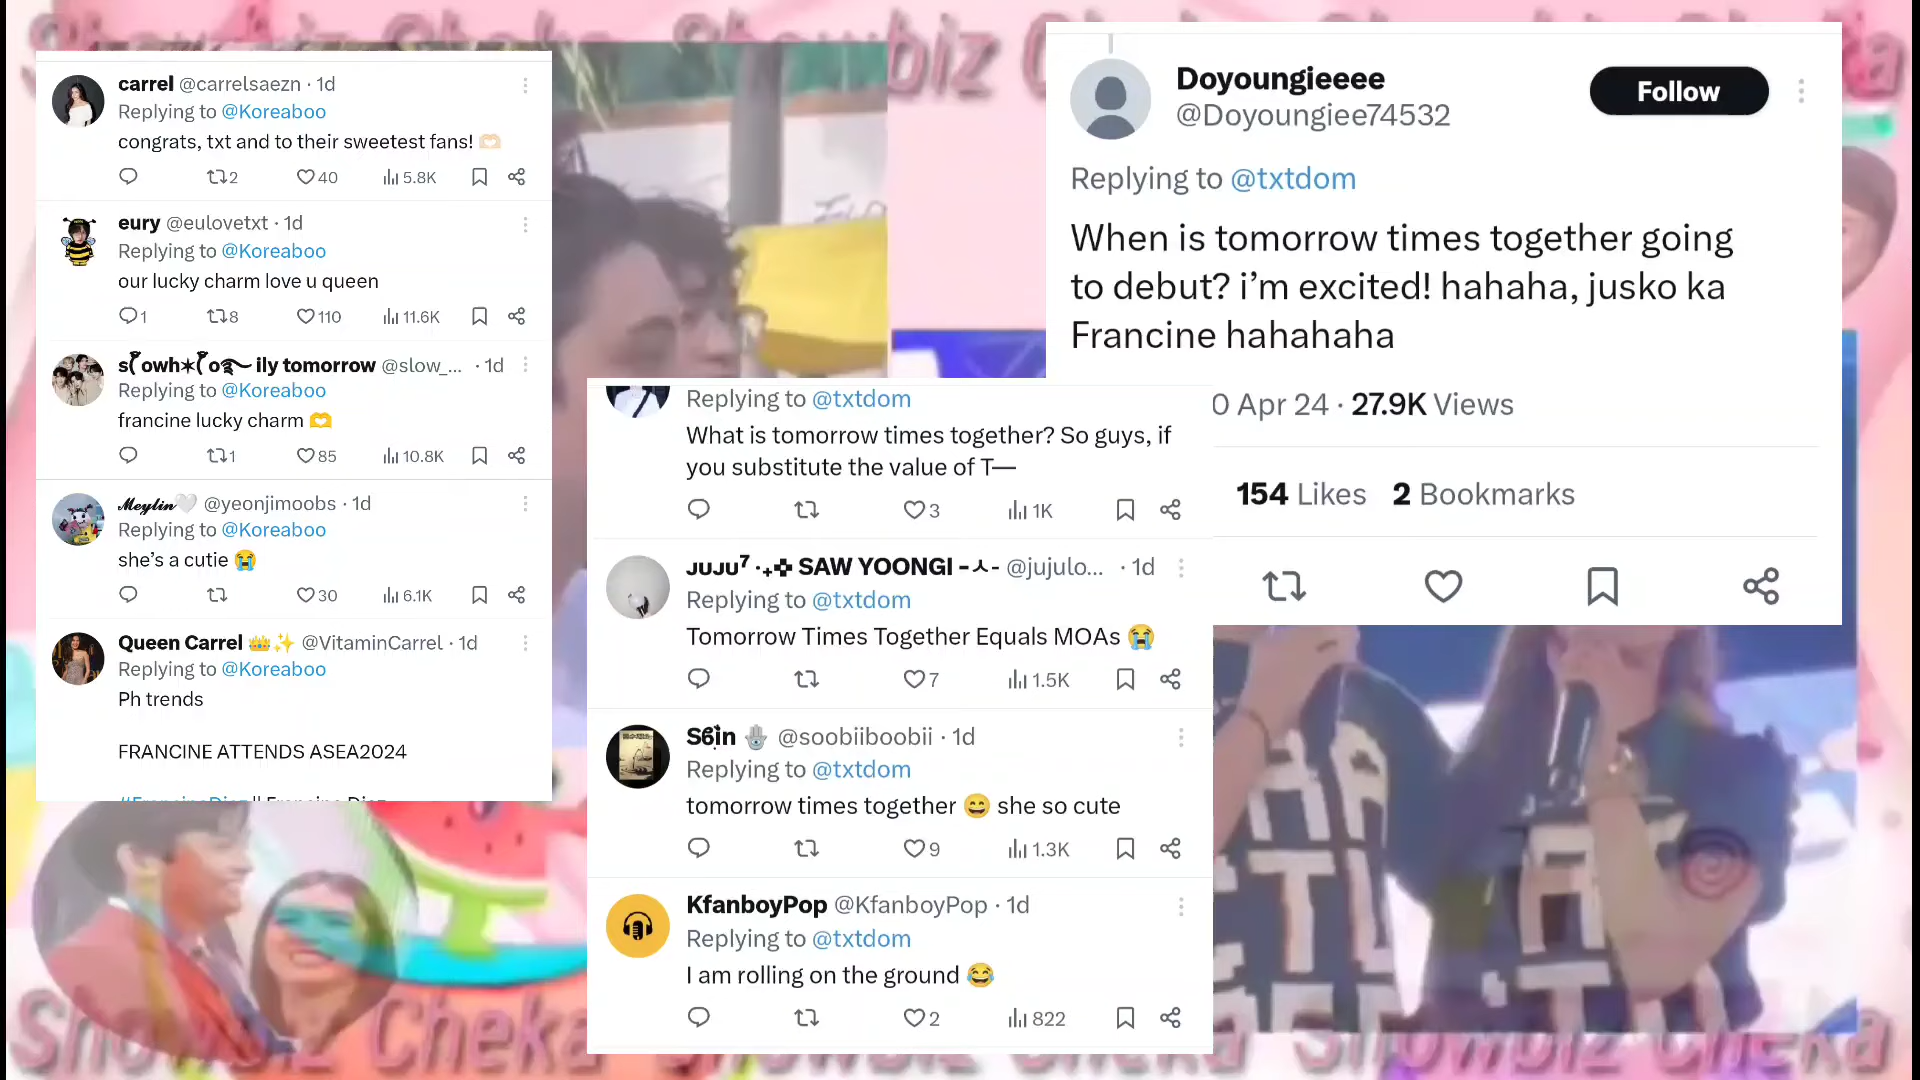 carrel @carrelsaezn · 1d
Replying to @Koreaboo
congrats, txt and to their sweetest fans! 🫶🏻
2 40 5.8K
eury @eulovetxt · 1d
Replying to @Koreaboo
our lucky charm love u queen
1 8 110 11.6K
ily tomorrow @slow_... · 1d
Replying to @Koreaboo
francine lucky charm 🫶
1 85 10.8K
𝓜𝓮𝔂𝓵𝓲𝓷🤍 @yeonjimoobs · 1d
Replying to @Koreaboo
she's a cutie 😭
30 6.1K
Queen Carrel 👑✨ @VitaminCarrel · 1d
Replying to @Koreaboo
Ph trends
FRANCINE ATTENDS ASEA2024
Replying to @txtdom
What is tomorrow times together? So guys, if
you substitute the value of T—
3 1K
ᴊᴜᴊᴜ⁷ SAW YOONGI @jujulo... · 1d
Replying to @txtdom
Tomorrow Times Together Equals MOAs 😭
7 1.5K
@soobiiboobii · 1d
Replying to @txtdom
tomorrow times together 😄 she so cute
9 1.3K
KfanboyPop @KfanboyPop · 1d
Replying to @txtdom
I am rolling on the ground 😂
2 822
Doyoungieeee
@Doyoungiee74532
Follow
Replying to @txtdom
When is tomorrow times together going
to debut? i'm excited! hahaha, jusko ka
Francine hahahaha
0 Apr 24 · 27.9K Views
154 Likes 2 Bookmarks
Showbiz Cheka